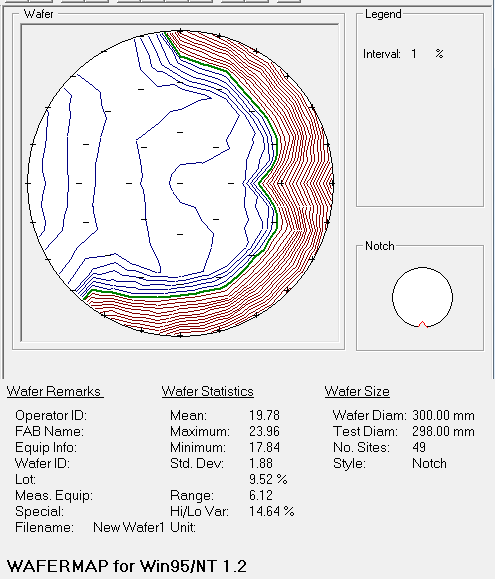 Wafer
Legend
Interval: 1 %
Notch
Wafer Remarks
Operator ID:
FAB Name:
Equip Info:
Wafer ID:
Lot:
Meas. Equip:
Special:
Filename: New Wafer1
Wafer Statistics
Mean: 19.78
Maximum: 23.96
Minimum: 17.84
Std. Dev: 1.88
9.52 %
Range: 6.12
Hi/Lo Var: 14.64 %
Unit:
Wafer Size
Wafer Diam: 300.00 mm
Test Diam: 298.00 mm
No. Sites: 49
Style: Notch
WAFERMAP for Win95/NT 1.2